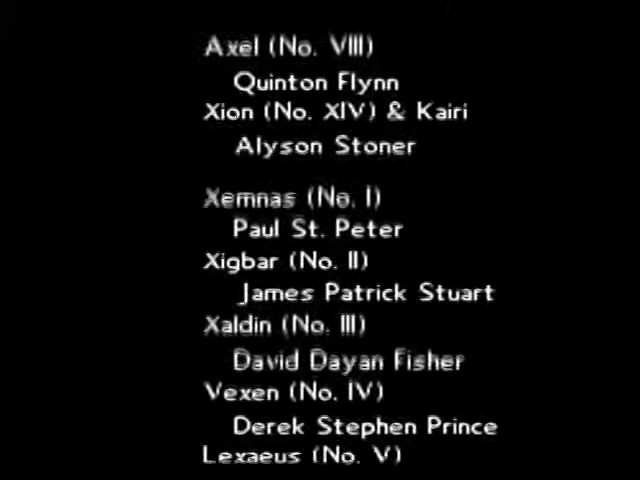 Axel (No. VIII)
Quinton Flynn
Xion (No. XIV) & Kairi
Alyson Stoner
Xemnas (No. I)
Paul St. Peter
Xigbar (No. II)
James Patrick Stuart
Xaldin (No. III)
David Dayan Fisher
Vexen (No. IV)
Derek Stephen Prince
Lexaeus (No. V)